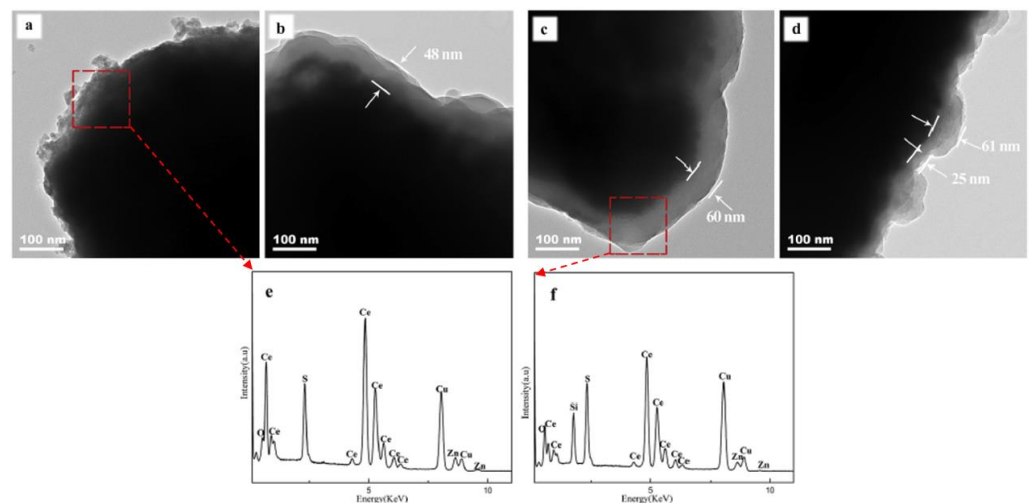 a
100 nm
b
48 nm
100 nm
c
60 nm
100 nm
d
61 nm
25 nm
100 nm
e
Intensity(a.u)
Ce
Ce
O
Ce
S
Ce
Ce
Ce
Ce
Ce
Cu
Zn
Cu
Zn
5
10
Energy(KeV)
f
Intensity(a.u)
O
Ce
Ce
Si
S
Ce
Ce
Ce
Ce
Ce
Ce
Cu
Zn
Cu
Zn
5
10
Energy(KeV)